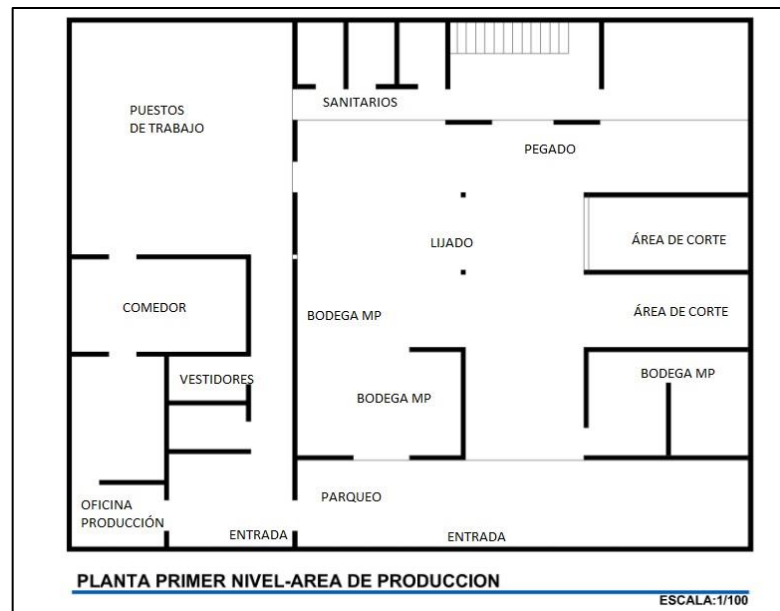 SANITARIOS
PUESTOS
DE TRABAJO
PEGADO
LIJADO
ÁREA DE CORTE
COMEDOR
BODEGA MP
ÁREA DE CORTE
VESTIDORES
BODEGA MP
BODEGA MP
OFICINA
PRODUCCIÓN
PARQUEO
ENTRADA
ENTRADA
PLANTA PRIMER NIVEL-AREA DE PRODUCCION
ESCALA:1/100